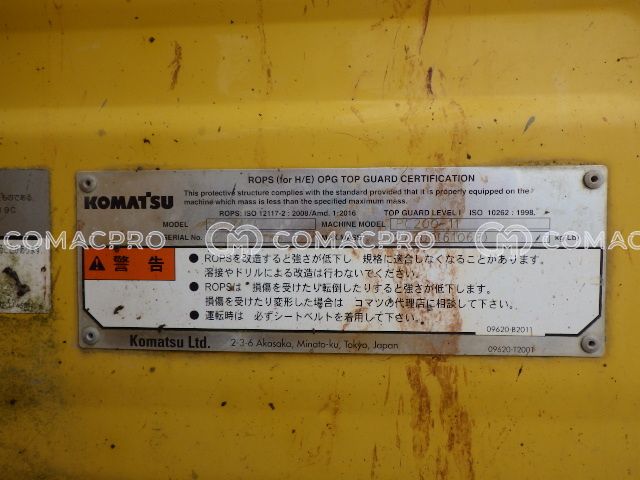 ROPS (for H/E) OPG TOP GUARD CERTIFICATION
KOMATSU
This protective structure complies with the standard provided that it is properly equipped on the
machine which mass is less than the specified maximum mass.
ROPS: ISO 12117-2 : 2008/Amd. 1:2016 TOP GUARD LEVEL I ISO 10262 : 1998.
MODEL MACHINE MODEL PC200-11
SERIAL No. MASS kg(Lb)
COMACPRO COMACPRO COMACPRO
警告
●ROPSを改造すると強さが低下し 規格に適合しなくなることがあります.
溶接やドリルによる改造は行わないでください.
●ROPSは 損傷を受けたり転倒したりすると強さが低下します.
損傷を受けたり変形した場合は コマツの代理店に相談して下さい.
●運転時は 必ずシートベルトを着用して下さい.
09620-B2011
Komatsu Ltd. 2-3-6 Akasaka, Minato-ku, Tokyo, Japan 09620-T2001